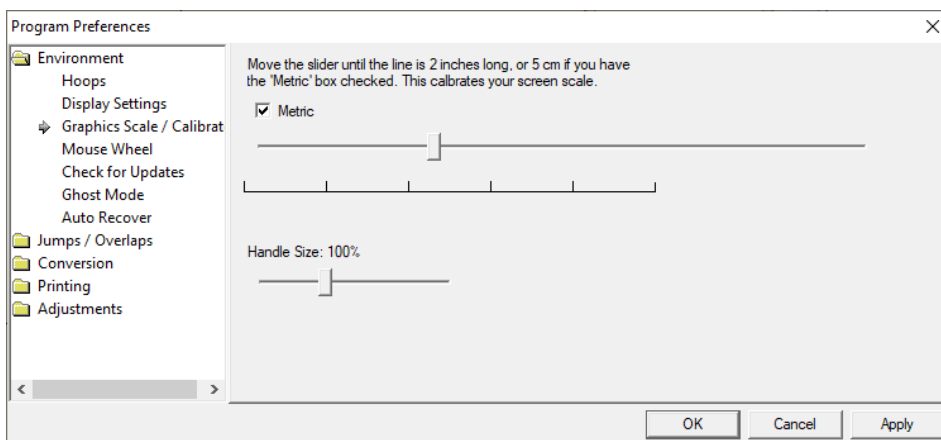 Program Preferences
Environment
Hoops
Display Settings
Graphics Scale / Calibrat
Mouse Wheel
Check for Updates
Ghost Mode
Auto Recover
Jumps / Overlaps
Conversion
Printing
Adjustments
Move the slider until the line is 2 inches long, or 5 cm if you have
the 'Metric' box checked. This calbrates your screen scale.
Metric
Handle Size: 100%
OK
Cancel
Apply